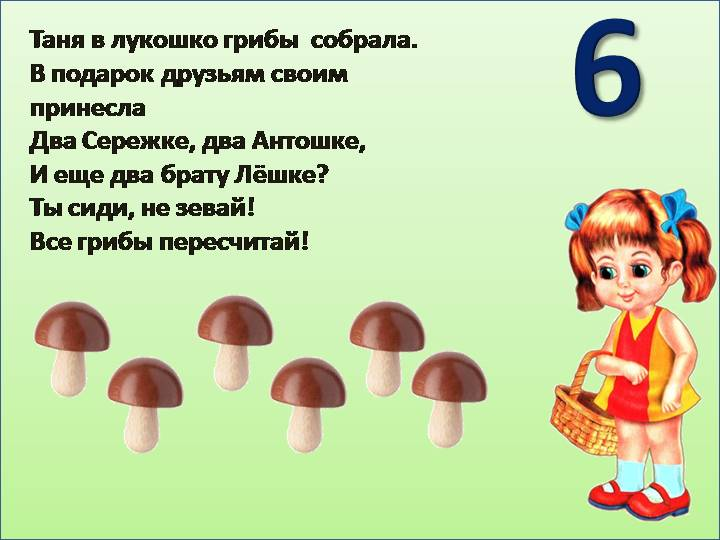 Таня в лукошко грибы  собрала.
В подарок друзьям своим
принесла
Два Сережке, два Антошке,
И еще два брату Лёшке?
Ты сиди, не зевай!
Все грибы пересчитай!
6